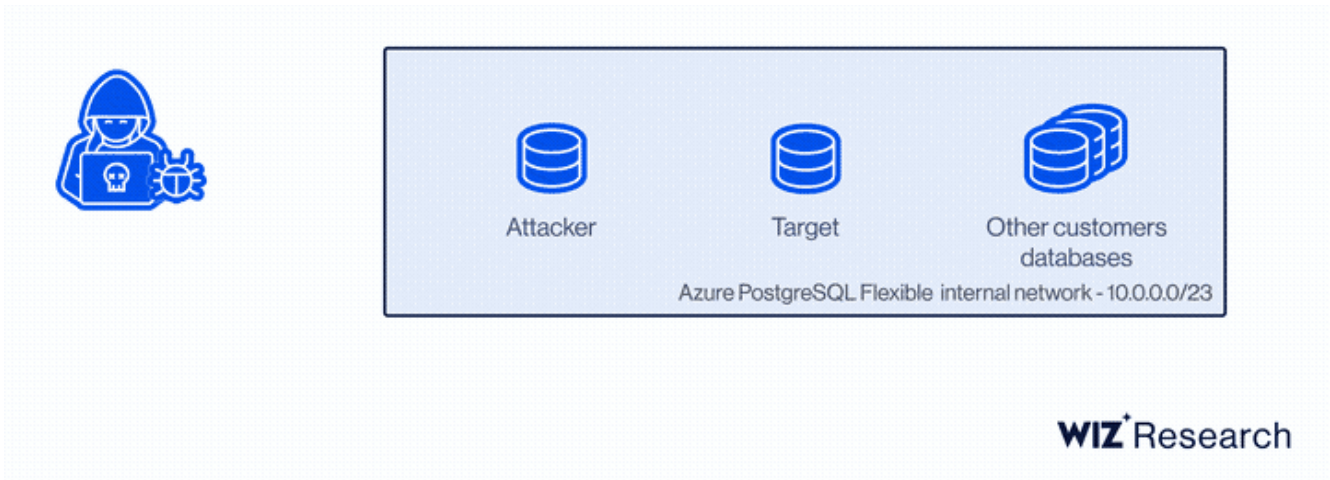 Attacker
Target
Other customers
databases
Azure PostgreSQL Flexible internal network - 10.0.0.0/23
WIZ Research